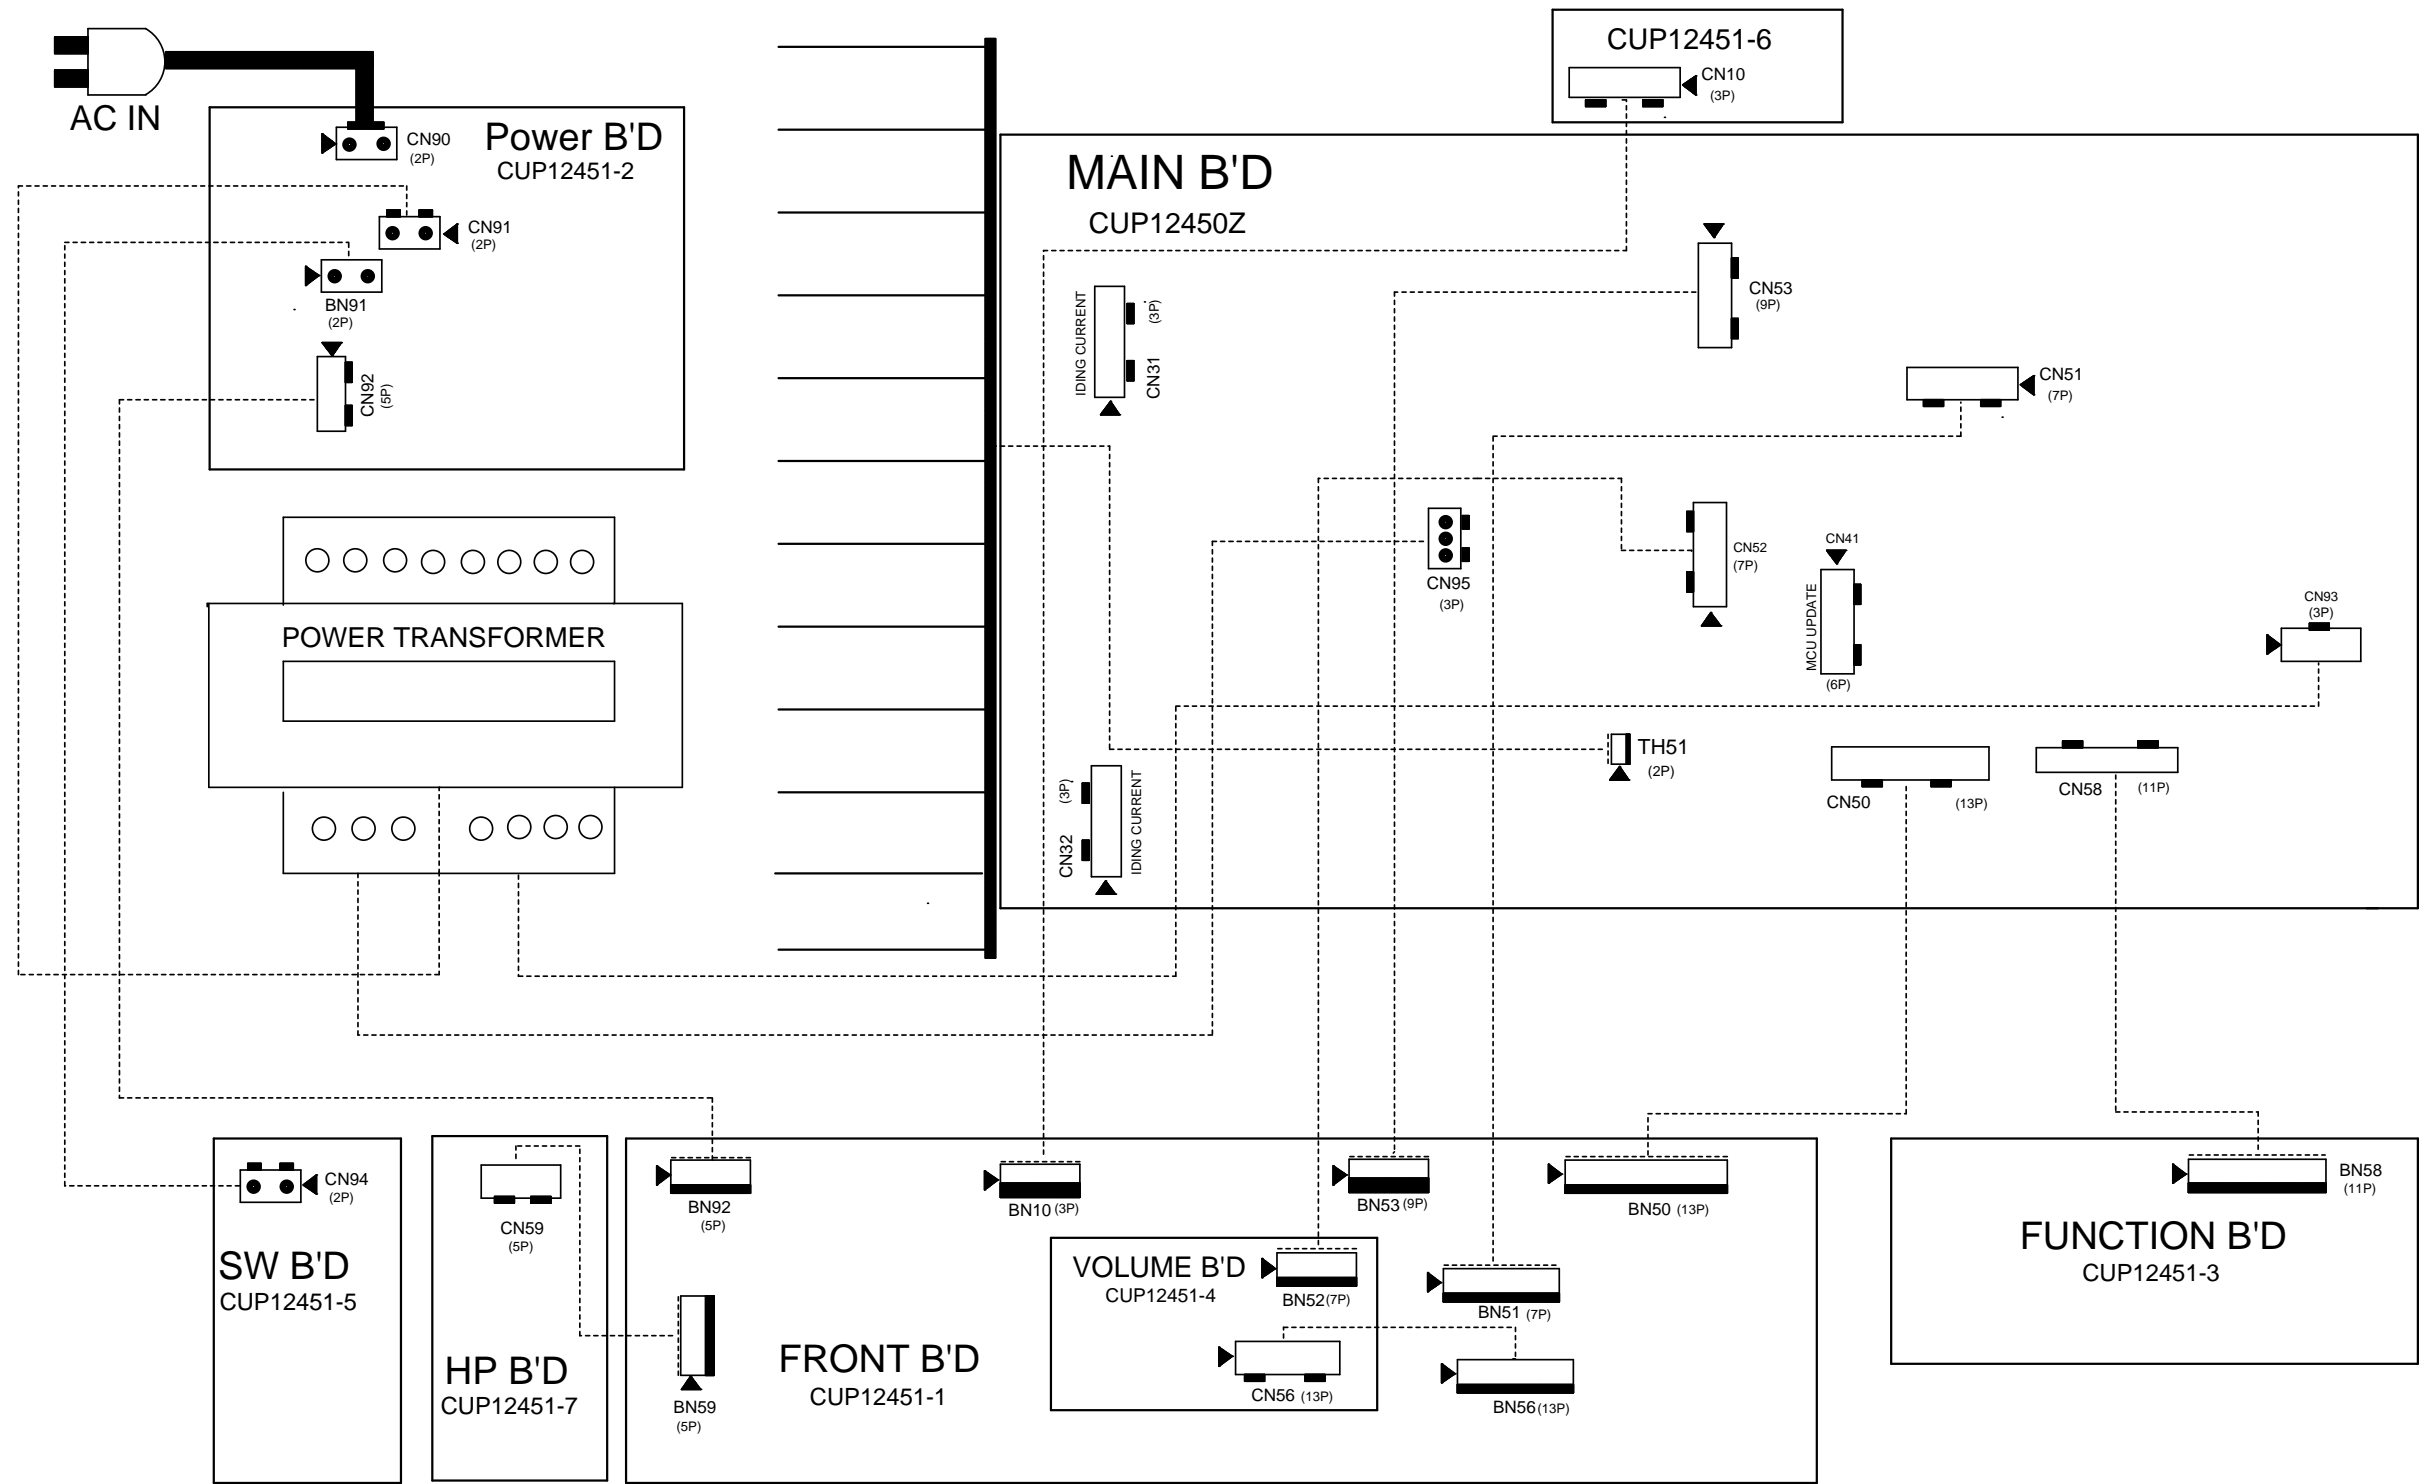 AC IN
Power B'D
CUP12451-2
CN90
(2P)
CN91
(2P)
BN91
(2P)
CN92
(5P)
POWER TRANSFORMER
CUP12451-6
CN10
(3P)
MAIN B'D
CUP12450Z
IDING CURRENT
CN31
(3P)
CN53
(9P)
CN51
(7P)
CN95
(3P)
CN52
(7P)
CN41
MCU UPDATE
(6P)
CN93
(3P)
TH51
(2P)
CN50
(13P)
CN58
(11P)
CN32
(3P)
IDING CURRENT
CN94
(2P)
SW B'D
CUP12451-5
CN59
(5P)
HP B'D
CUP12451-7
BN92
(5P)
BN10 (3P)
BN53 (9P)
BN50 (13P)
BN59
(5P)
FRONT B'D
CUP12451-1
VOLUME B'D
CUP12451-4
BN52 (7P)
CN56 (13P)
BN51 (7P)
BN56 (13P)
BN58
(11P)
FUNCTION B'D
CUP12451-3